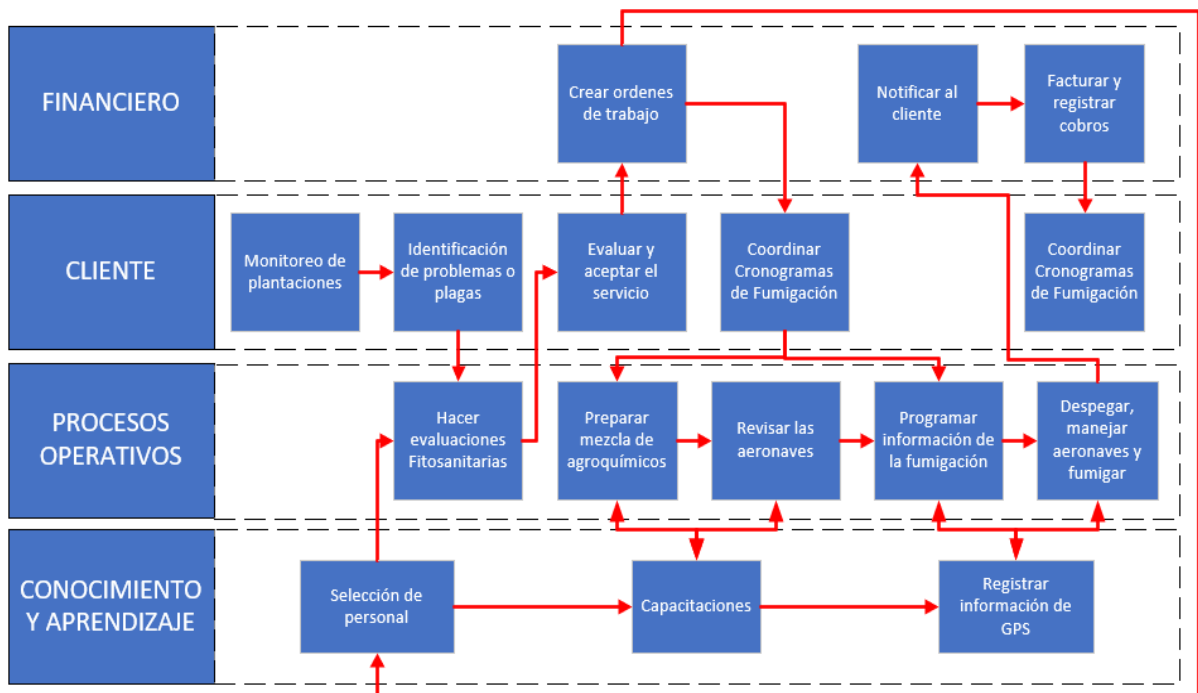 FINANCIERO
Crear ordenes
de trabajo
Notificar al
cliente
Facturar y
registrar
cobros
CLIENTE
Monitoreo de
plantaciones
Identificación
de problemas o
plagas
Evaluar y
aceptar el
servicio
Coordinar
Cronogramas
de Fumigación
Coordinar
Cronogramas
de Fumigación
PROCESOS
OPERATIVOS
Hacer
evaluaciones
Fitosanitarias
Preparar
mezcla de
agroquímicos
Revisar las
aeronaves
Programar
información de
la fumigación
Despegar,
manejar
aeronaves y
fumigar
CONOCIMIENTO
Y APRENDIZAJE
Selección de
personal
Capacitaciones
Registrar
información de
GPS